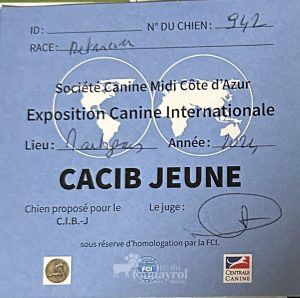 ID: N° DU CHIEN: 942
RACE:
Société Canine Midi Côte d'Azur
Exposition Canine Internationale
Lieu: Martigues Année: 2024
CACIB JEUNE
Chien proposé pour le Le juge:
C.I.B.-J
sous réserve d'homologation par la FCI.
FCI
CENTRALE
CANINE